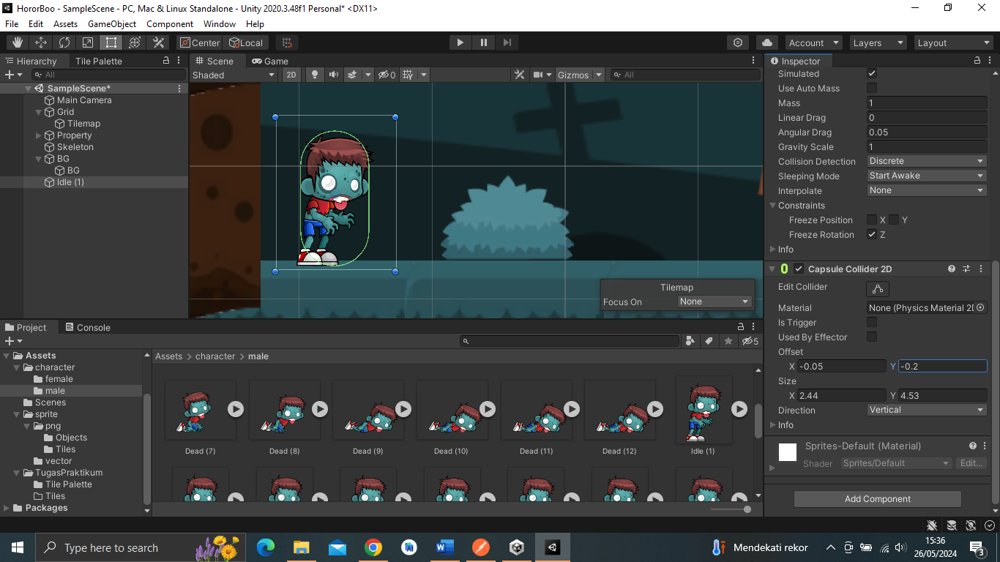 HororBoo - SampleScene - PC, Mac & Linux Standalone - Unity 2020.3.48f1 Personal* <DX11>
File Edit Assets GameObject Component Window Help
Center Local Account Layers Layout
Hierarchy Tile Palette
All
SampleScene*
Main Camera
Grid
Tilemap
Property
Skeleton
BG
BG
Idle (1)
Scene Game
Shaded 2D 0 Gizmos All
Tilemap
Focus On None
Inspector
Simulated
Use Auto Mass
Mass 1
Linear Drag 0
Angular Drag 0.05
Gravity Scale 1
Collision Detection Discrete
Sleeping Mode Start Awake
Interpolate None
Constraints
Freeze Position X Y
Freeze Rotation Z
Info
Capsule Collider 2D
Edit Collider
Material None (Physics Material 2D
Is Trigger
Used By Effector
Offset
X -0.05 Y -0.2
Size
X 2.44 Y 4.53
Direction Vertical
Info
Sprites-Default (Material)
Shader Sprites/Default Edit...
Add Component
Project Console
5
Assets
character
female
male
Scenes
sprite
png
Objects
Tiles
vector
TugasPraktikum
Tile Palette
Tiles
Packages
Assets > character > male
Dead (7) Dead (8) Dead (9) Dead (10) Dead (11) Dead (12) Idle (1)
Type here to search
Mendekati rekor
15:36
26/05/2024
3